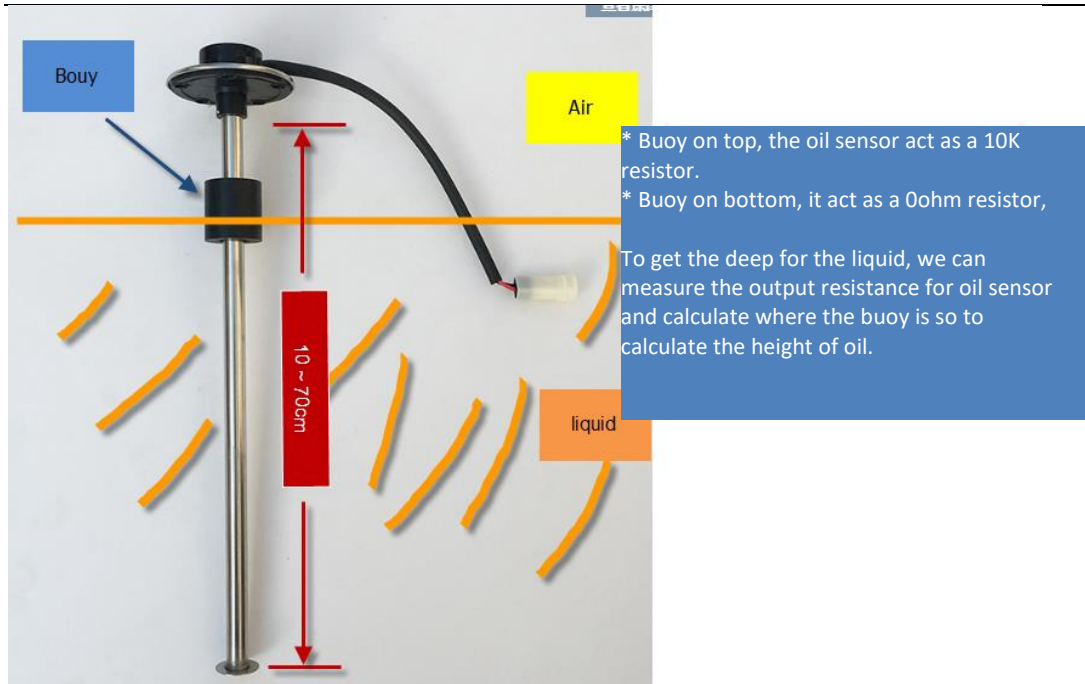 Bouy
Air
* Buoy on top, the oil sensor act as a 10K
resistor.
* Buoy on bottom, it act as a 0ohm resistor,
To get the deep for the liquid, we can
measure the output resistance for oil sensor
and calculate where the buoy is so to
calculate the height of oil.
10 ~ 70cm
liquid